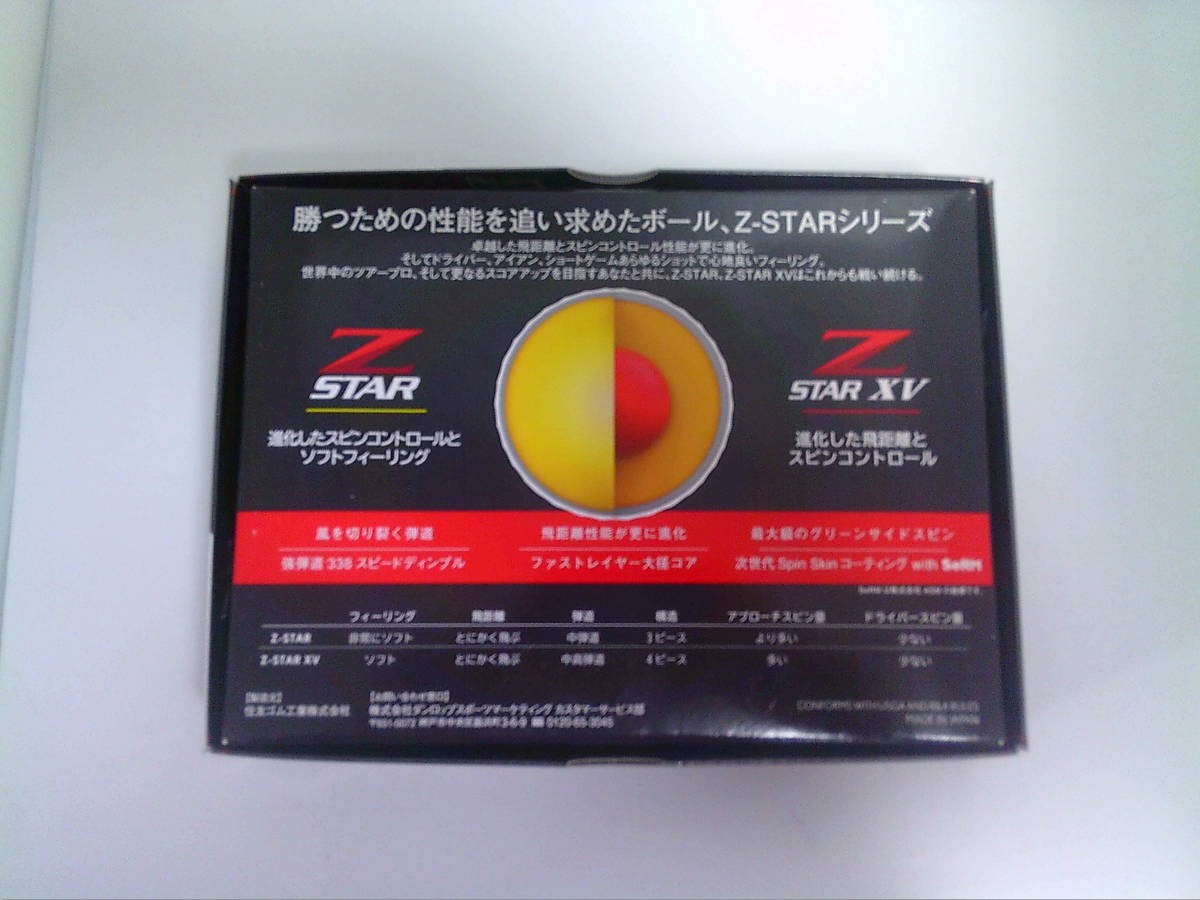 勝つための性能を追い求めたボール、Z-STARシリーズ
卓越した飛距離とスピンコントロール性能が更に進化。
そしてドライバー、アイアン、ショートゲームあらゆるショットで心地良いフィーリング。
世界中のツアープロ、そして更なるスコアアップを目指すあなたと共に、Z-STAR、Z-STAR XVはこれからも戦い続ける。
Z
STAR
進化したスピンコントロールと
ソフトフィーリング
Z
STAR XV
進化した飛距離と
スピンコントロール
風を切り裂く弾道
強弾道 338 スピードディンプル
飛距離性能が更に進化
ファストレイヤー大径コア
最大級のグリーンサイドスピン
次世代 Spin Skin コーティング with SeRM
フィーリング 飛距離 弾道 構造 アプローチスピン量 ドライバースピン量
Z-STAR 非常にソフト とにかく飛ぶ 中弾道 3ピース より多い 少ない
Z-STAR XV ソフト とにかく飛ぶ 中高弾道 4ピース 多い 少ない
【製造元】
住友ゴム工業株式会社
【お問い合わせ窓口】
株式会社ダンロップスポーツマーケティング カスタマーサービス部
CONFORMS WITH USGA AND R&A RULES
MADE IN JAPAN